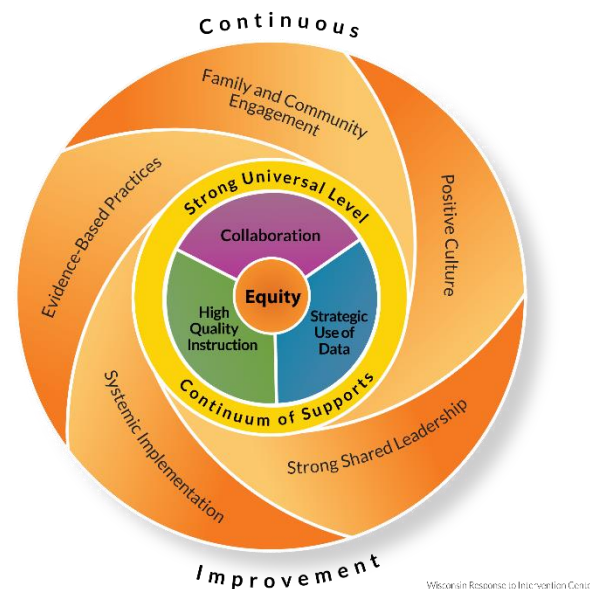 Continuous
Family and Community
Engagement
Positive Culture
Strong Shared Leadership
Systemic Implementation
Evidence-Based Practices
Strong Universal Level
Continuum of Supports
Collaboration
Strategic
Use of
Data
High
Quality
Instruction
Equity
Improvement
Wisconsin Response to Intervention